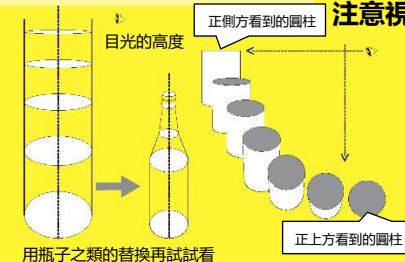 注意視
正側方看到的圓柱
目光的高度
正上方看到的圓柱
用瓶子之類的替換再試試看